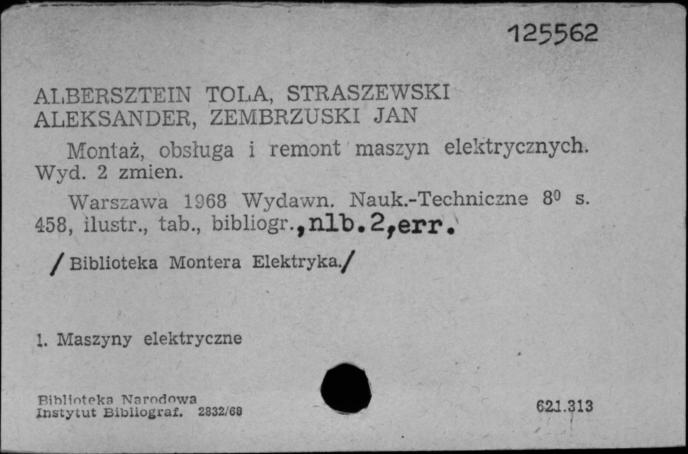 125562
ALBERSZTEIN TOLA, STRASZEWSKI
ALEKSANDER, ZEMBRZUSKI JAN
Montaż, obsługa i remont maszyn elektrycznych.
Wyd. 2 zmien.
Warszawa 1968 Wydawn. Nauk.-Techniczne 8⁰ s.
458, ilustr., tab., bibliogr., nlb.2, err.
/Biblioteka Montera Elektryka./
1. Maszyny elektryczne
Biblioteka Narodowa
Instytut Bibliograf. 2832/68
621.313